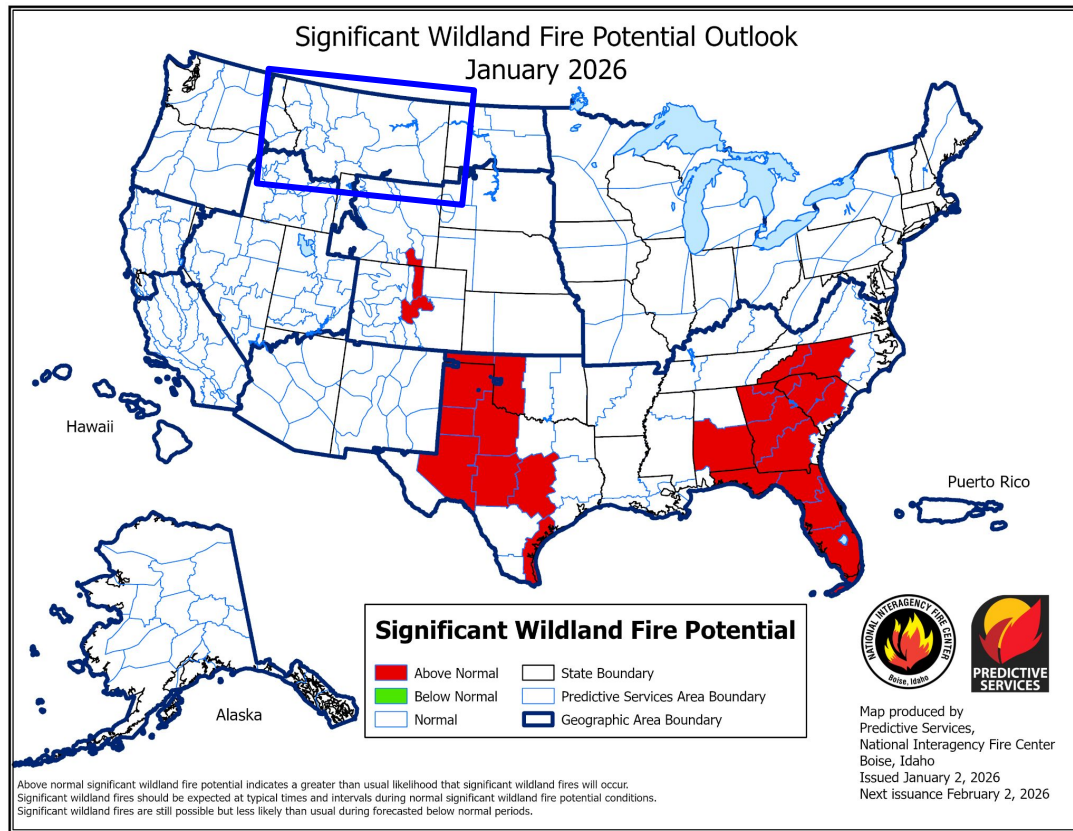 Significant Wildland Fire Potential Outlook
January 2026
Hawaii
Puerto Rico
Alaska
Significant Wildland Fire Potential
Above Normal
Below Normal
Normal
State Boundary
Predictive Services Area Boundary
Geographic Area Boundary
NATIONAL INTERAGENCY FIRE CENTER
Boise, Idaho
PREDICTIVE
SERVICES
Map produced by
Predictive Services,
National Interagency Fire Center
Boise, Idaho
Issued January 2, 2026
Next issuance February 2, 2026
Above normal significant wildland fire potential indicates a greater than usual likelihood that significant wildland fires will occur.
Significant wildland fires should be expected at typical times and intervals during normal significant wildland fire potential conditions.
Significant wildland fires are still possible but less likely than usual during forecasted below normal periods.